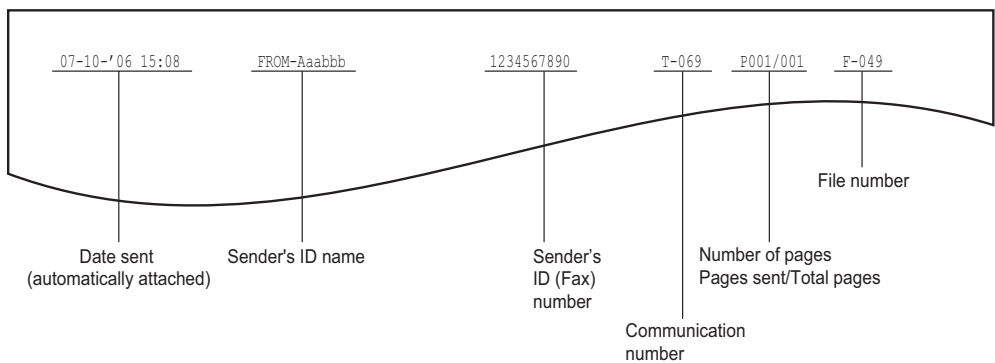 07-10-'06 15:08 FROM-Aaabbb 1234567890 T-069 P001/001 F-049
File number
Date sent
(automatically attached)
Sender's ID name
Sender’s
ID (Fax)
number
Number of pages
Pages sent/Total pages
Communication
number